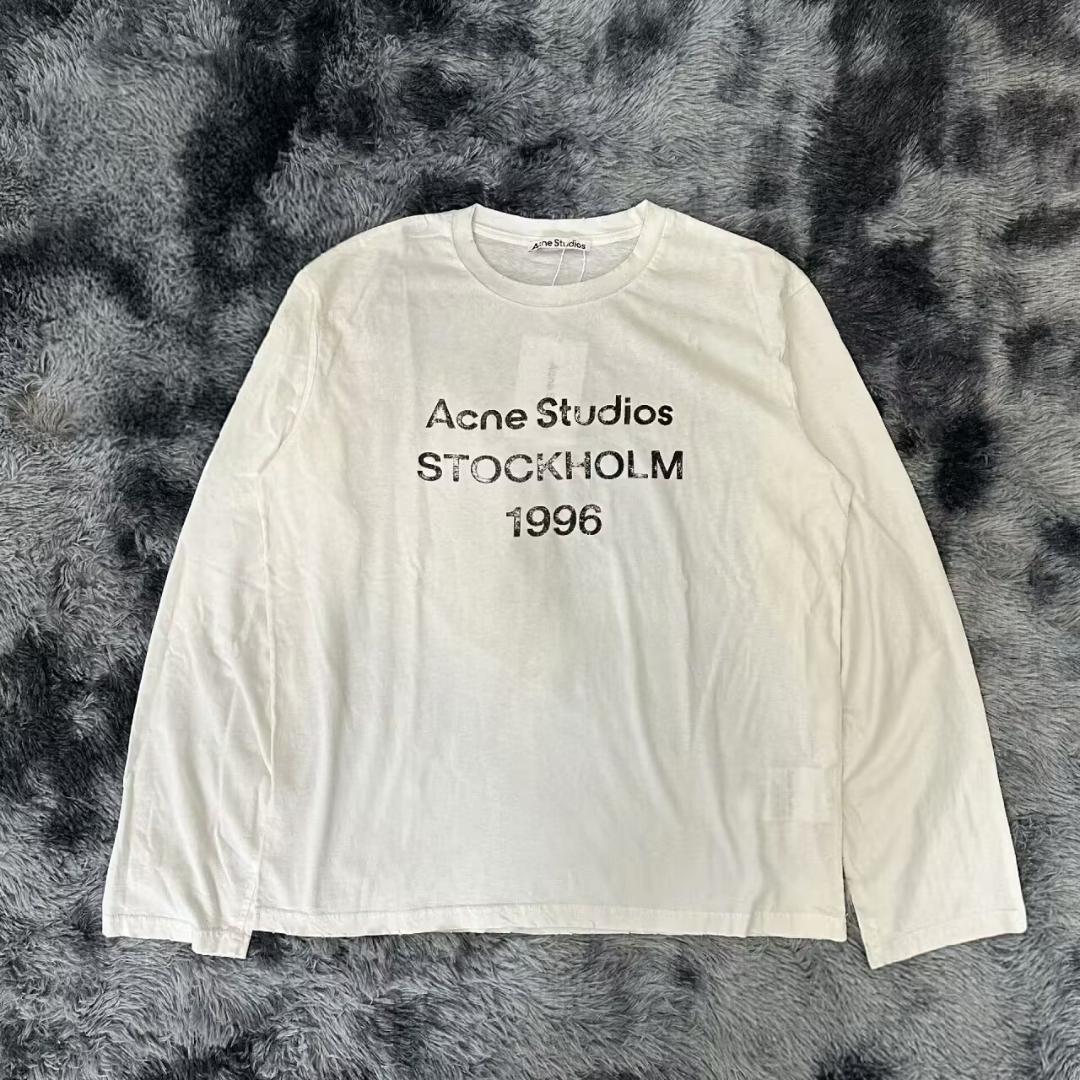 Acne Studios
Acne Studios
STOCKHOLM
1996